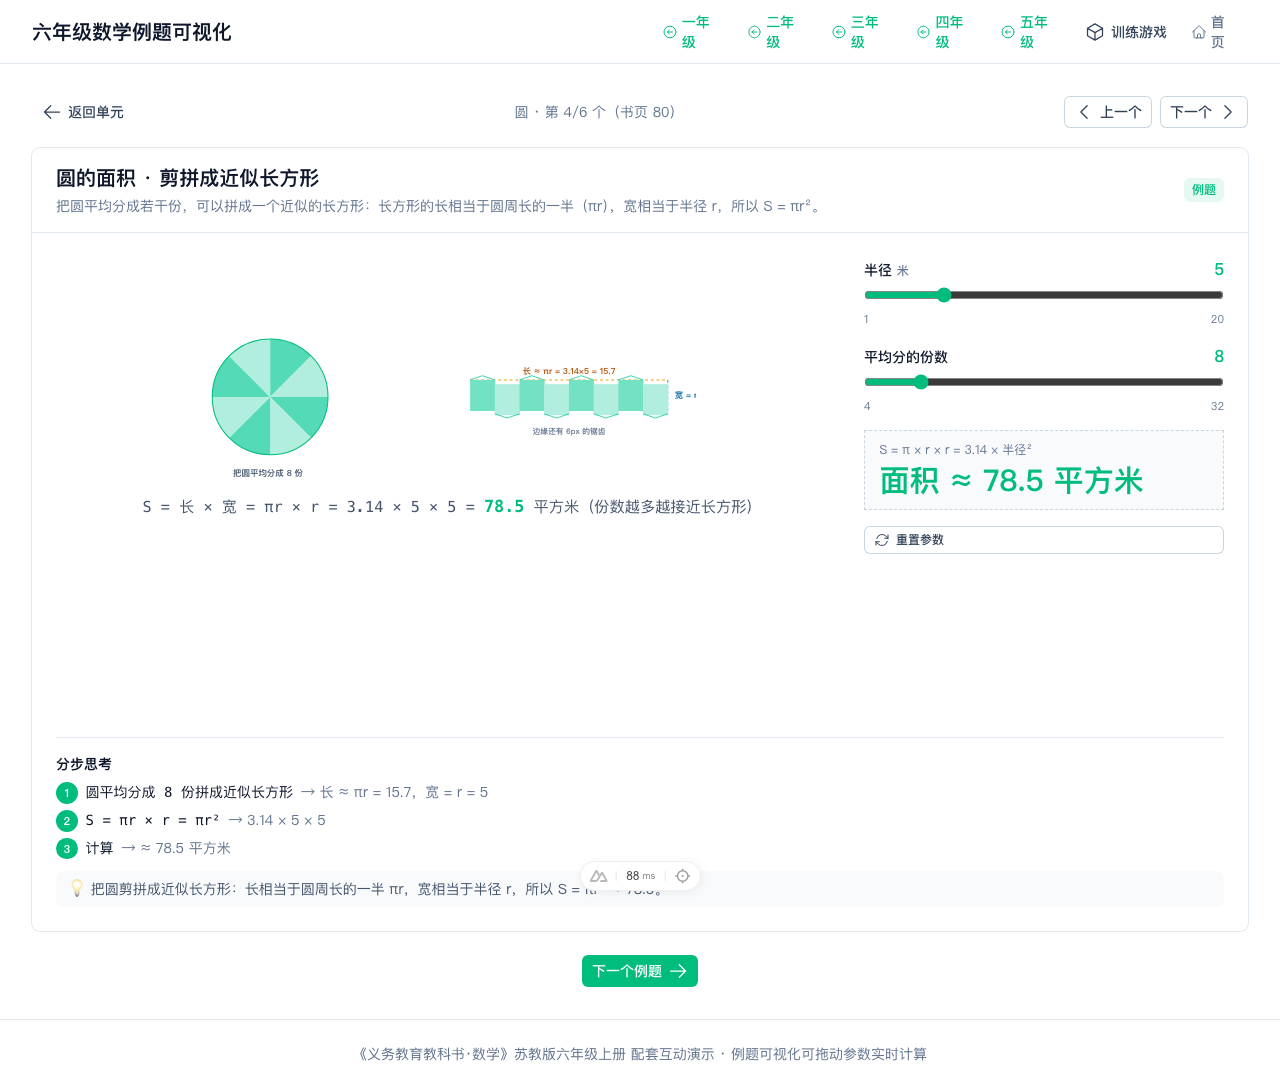 六年级数学例题可视化
一年级
二年级
三年级
四年级
五年级
训练游戏
首页
返回单元
圆 · 第 4/6 个（书页 80）
上一个
下一个
圆的面积 · 剪拼成近似长方形
把圆平均分成若干份，可以拼成一个近似的长方形：长方形的长相当于圆周长的一半（πr），宽相当于半径 r，所以 S = πr²。
例题
长 ≈ πr = 3.14×5 = 15.7
宽 = r
边缘还有 6px 的锯齿
把圆平均分成 8 份
S = 长 × 宽 = πr × r = 3.14 × 5 × 5 = 78.5 平方米（份数越多越接近长方形）
半径 米
5
1
20
平均分的份数
8
4
32
S = π × r × r = 3.14 × 半径²
面积 ≈ 78.5 平方米
重置参数
分步思考
1 圆平均分成 8 份拼成近似长方形 → 长 ≈ πr = 15.7，宽 = r = 5
2 S = πr × r = πr² → 3.14 × 5 × 5
3 计算 → ≈ 78.5 平方米
把圆剪拼成近似长方形：长相当于圆周长的一半 πr，宽相当于半径 r，所以 S =
88 ms
下一个例题
《义务教育教科书·数学》苏教版六年级上册 配套互动演示 · 例题可视化可拖动参数实时计算